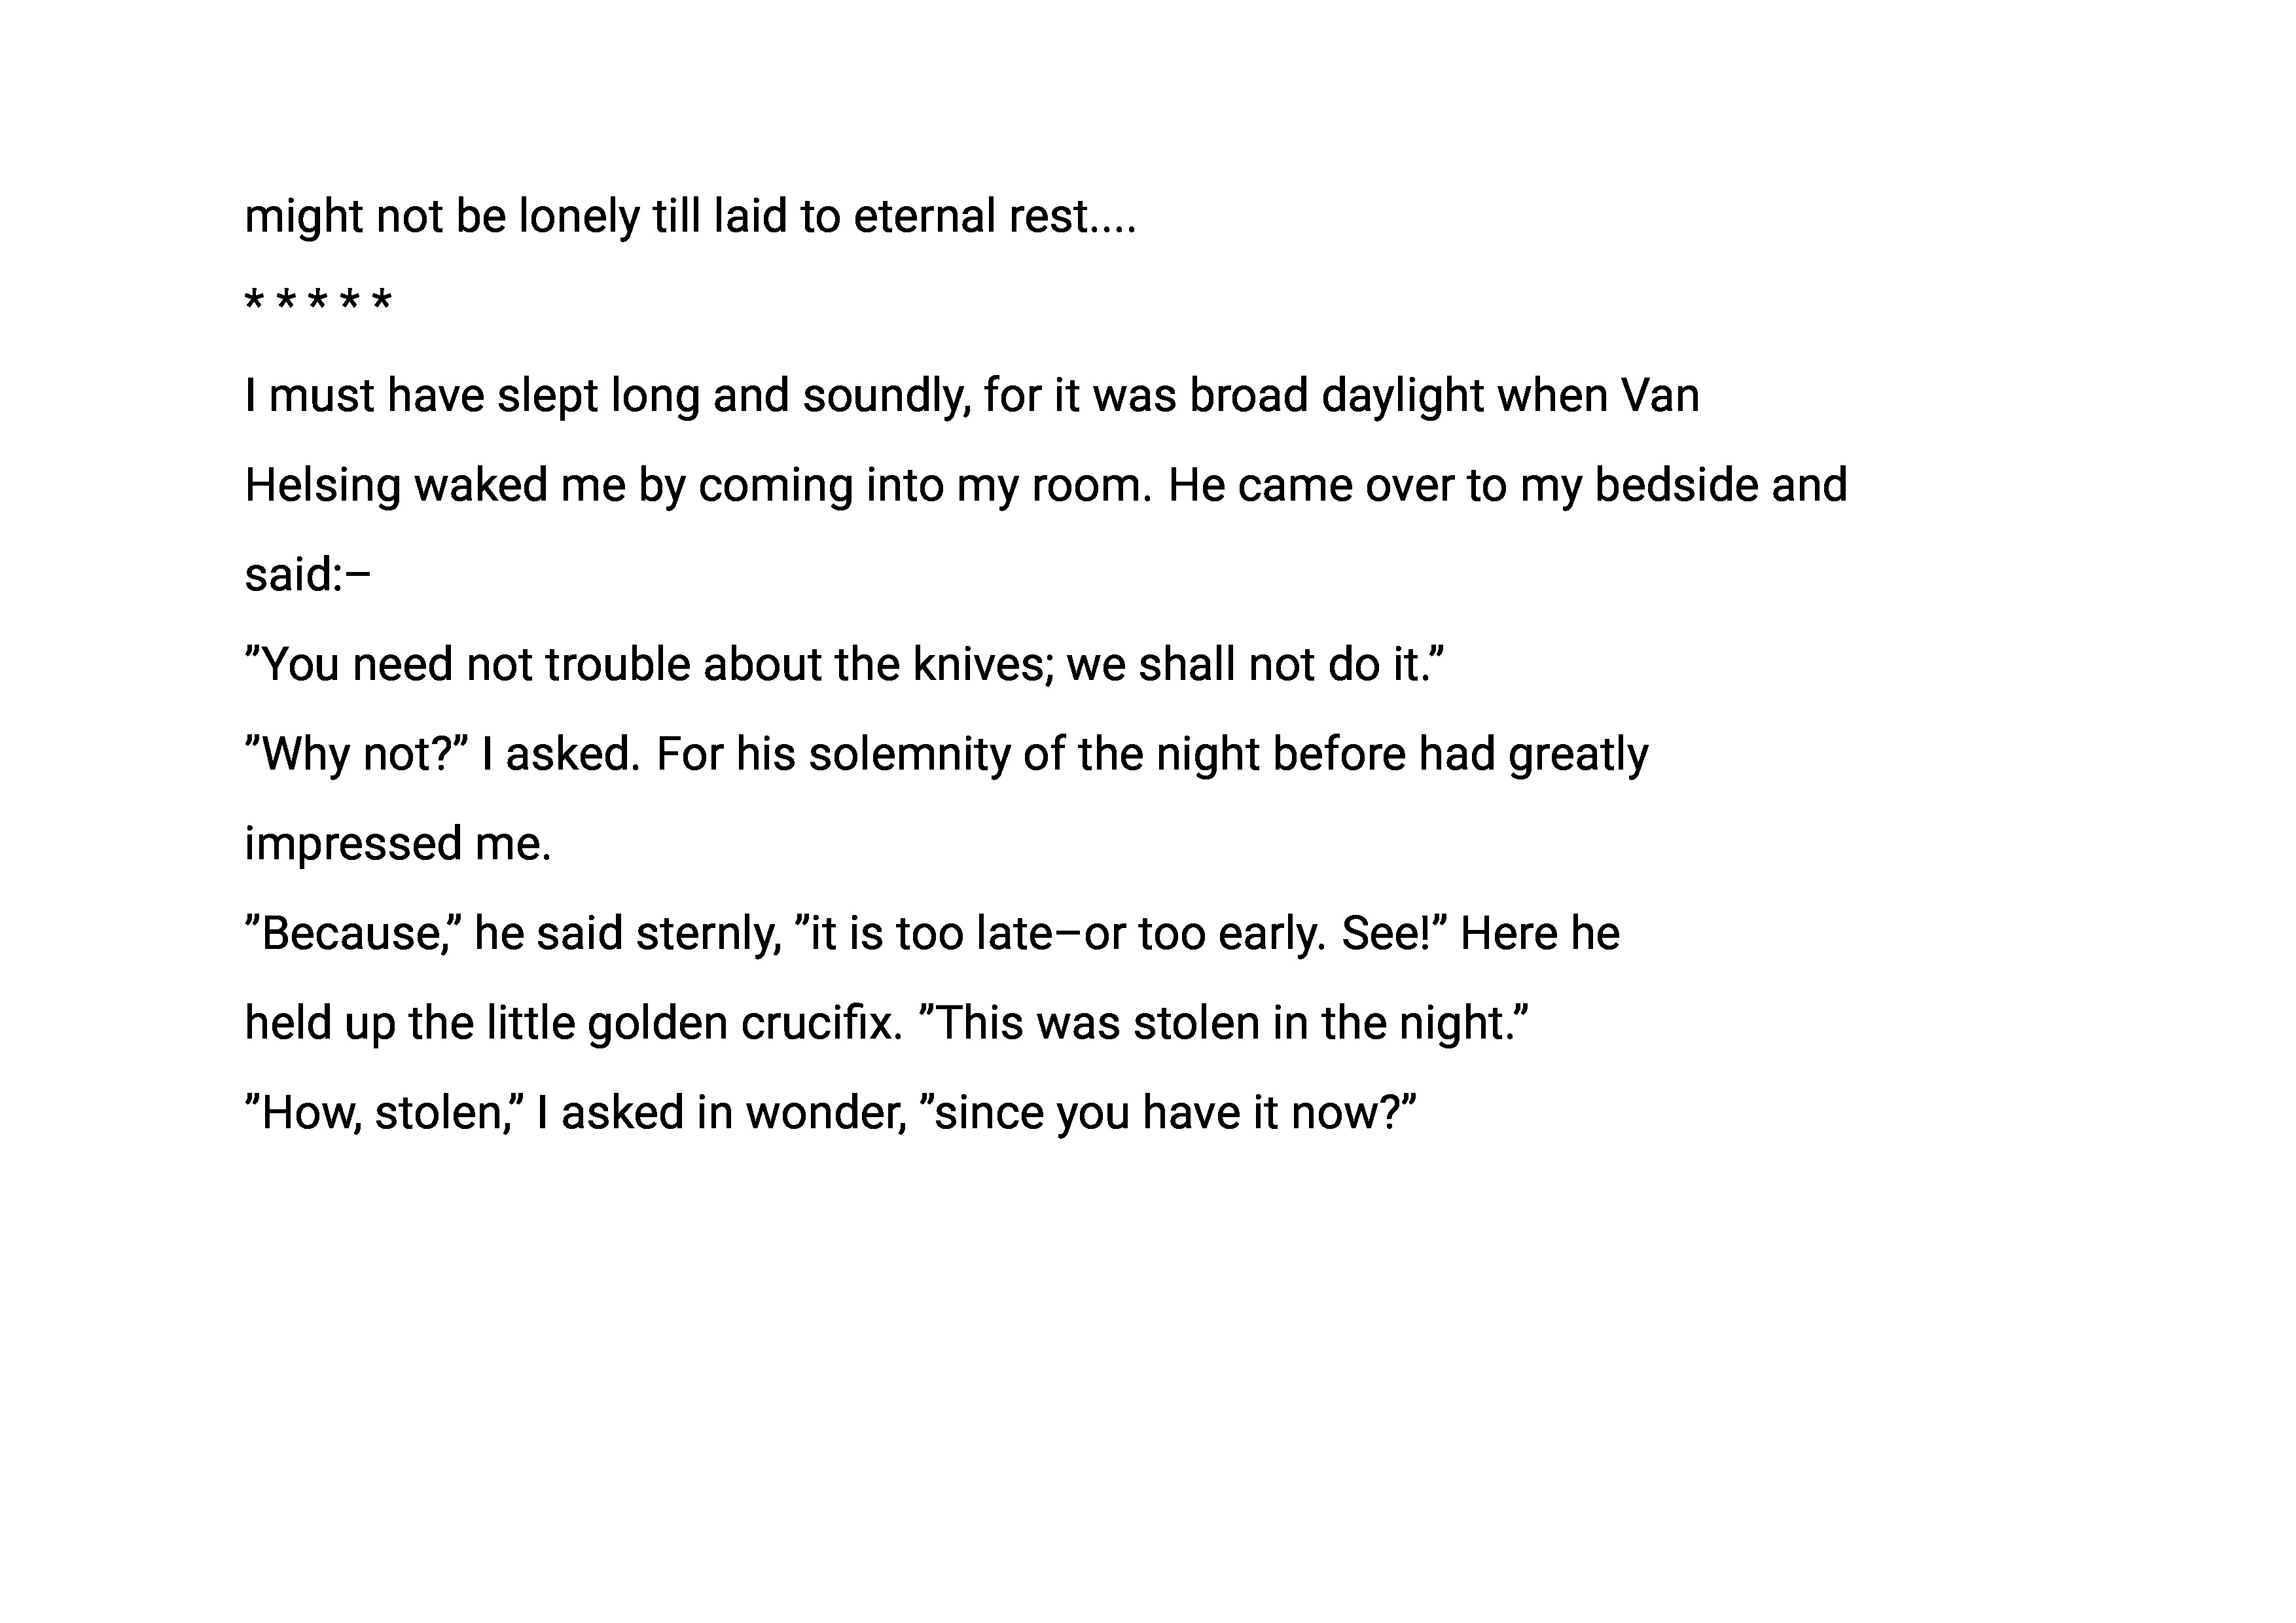 might not be lonely till laid to eternal rest....
* * * * *
I must have slept long and soundly, for it was broad daylight when Van
Helsing waked me by coming into my room. He came over to my bedside and
said:–
”You need not trouble about the knives; we shall not do it.”
”Why not?” I asked. For his solemnity of the night before had greatly
impressed me.
”Because,” he said sternly, ”it is too late–or too early. See!” Here he
held up the little golden crucifix. ”This was stolen in the night.”
”How, stolen,” I asked in wonder, ”since you have it now?”